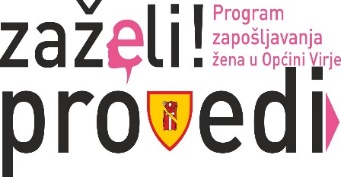 zaželi!
Program
zapošljavanja
žena u Općini Virje
provedi